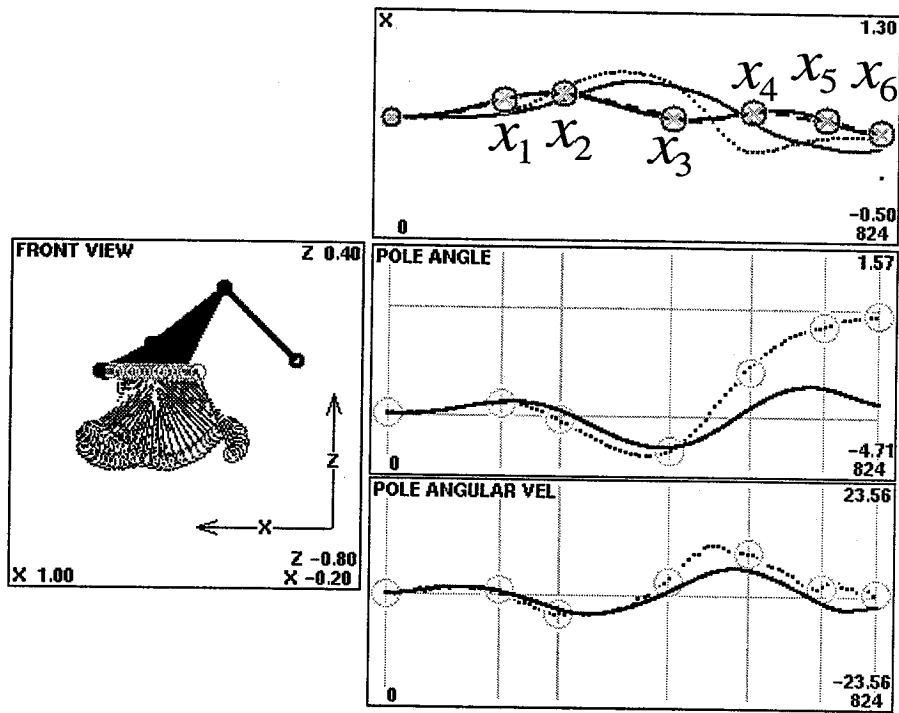 X 1.30
x1 x2 x3 x4 x5 x6
0 -0.50
824
FRONT VIEW Z 0.40
Z
X
Z -0.80
X 1.00 X -0.20
POLE ANGLE 1.57
0 -4.71
824
POLE ANGULAR VEL 23.56
0 -23.56
824